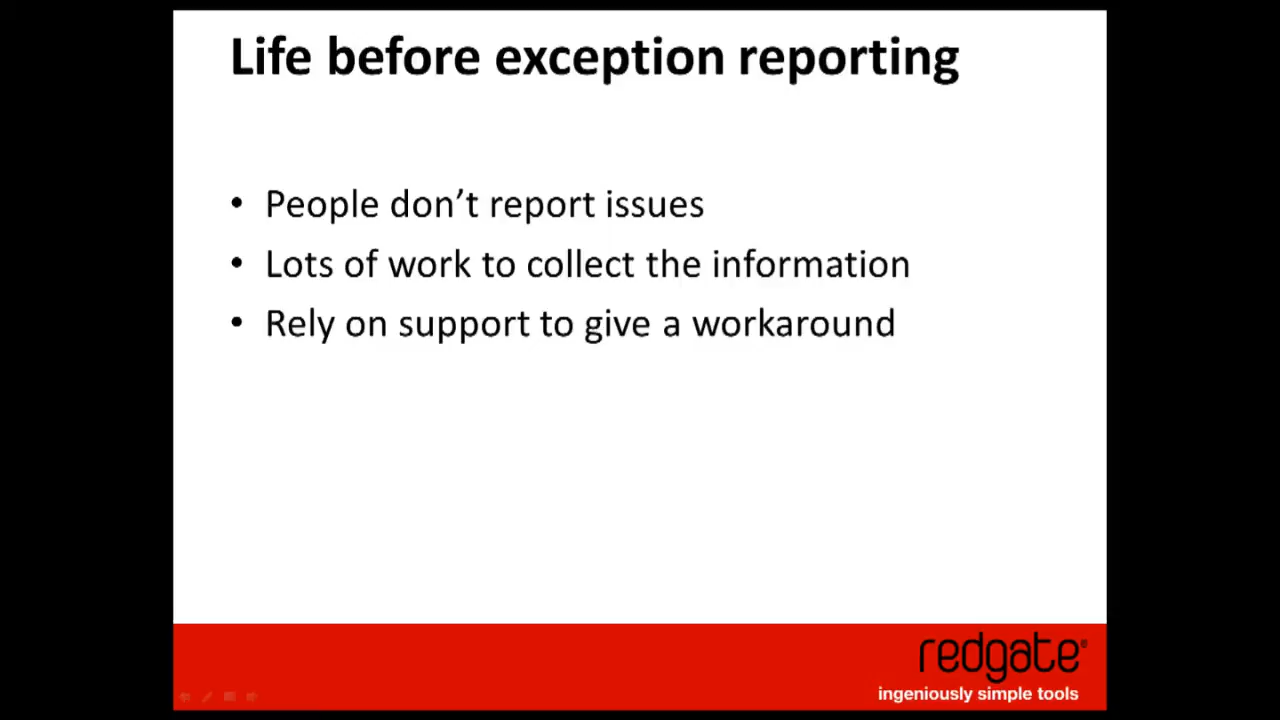 Life before exception reporting
• People don’t report issues
• Lots of work to collect the information
• Rely on support to give a workaround
redgate®
ingeniously simple tools